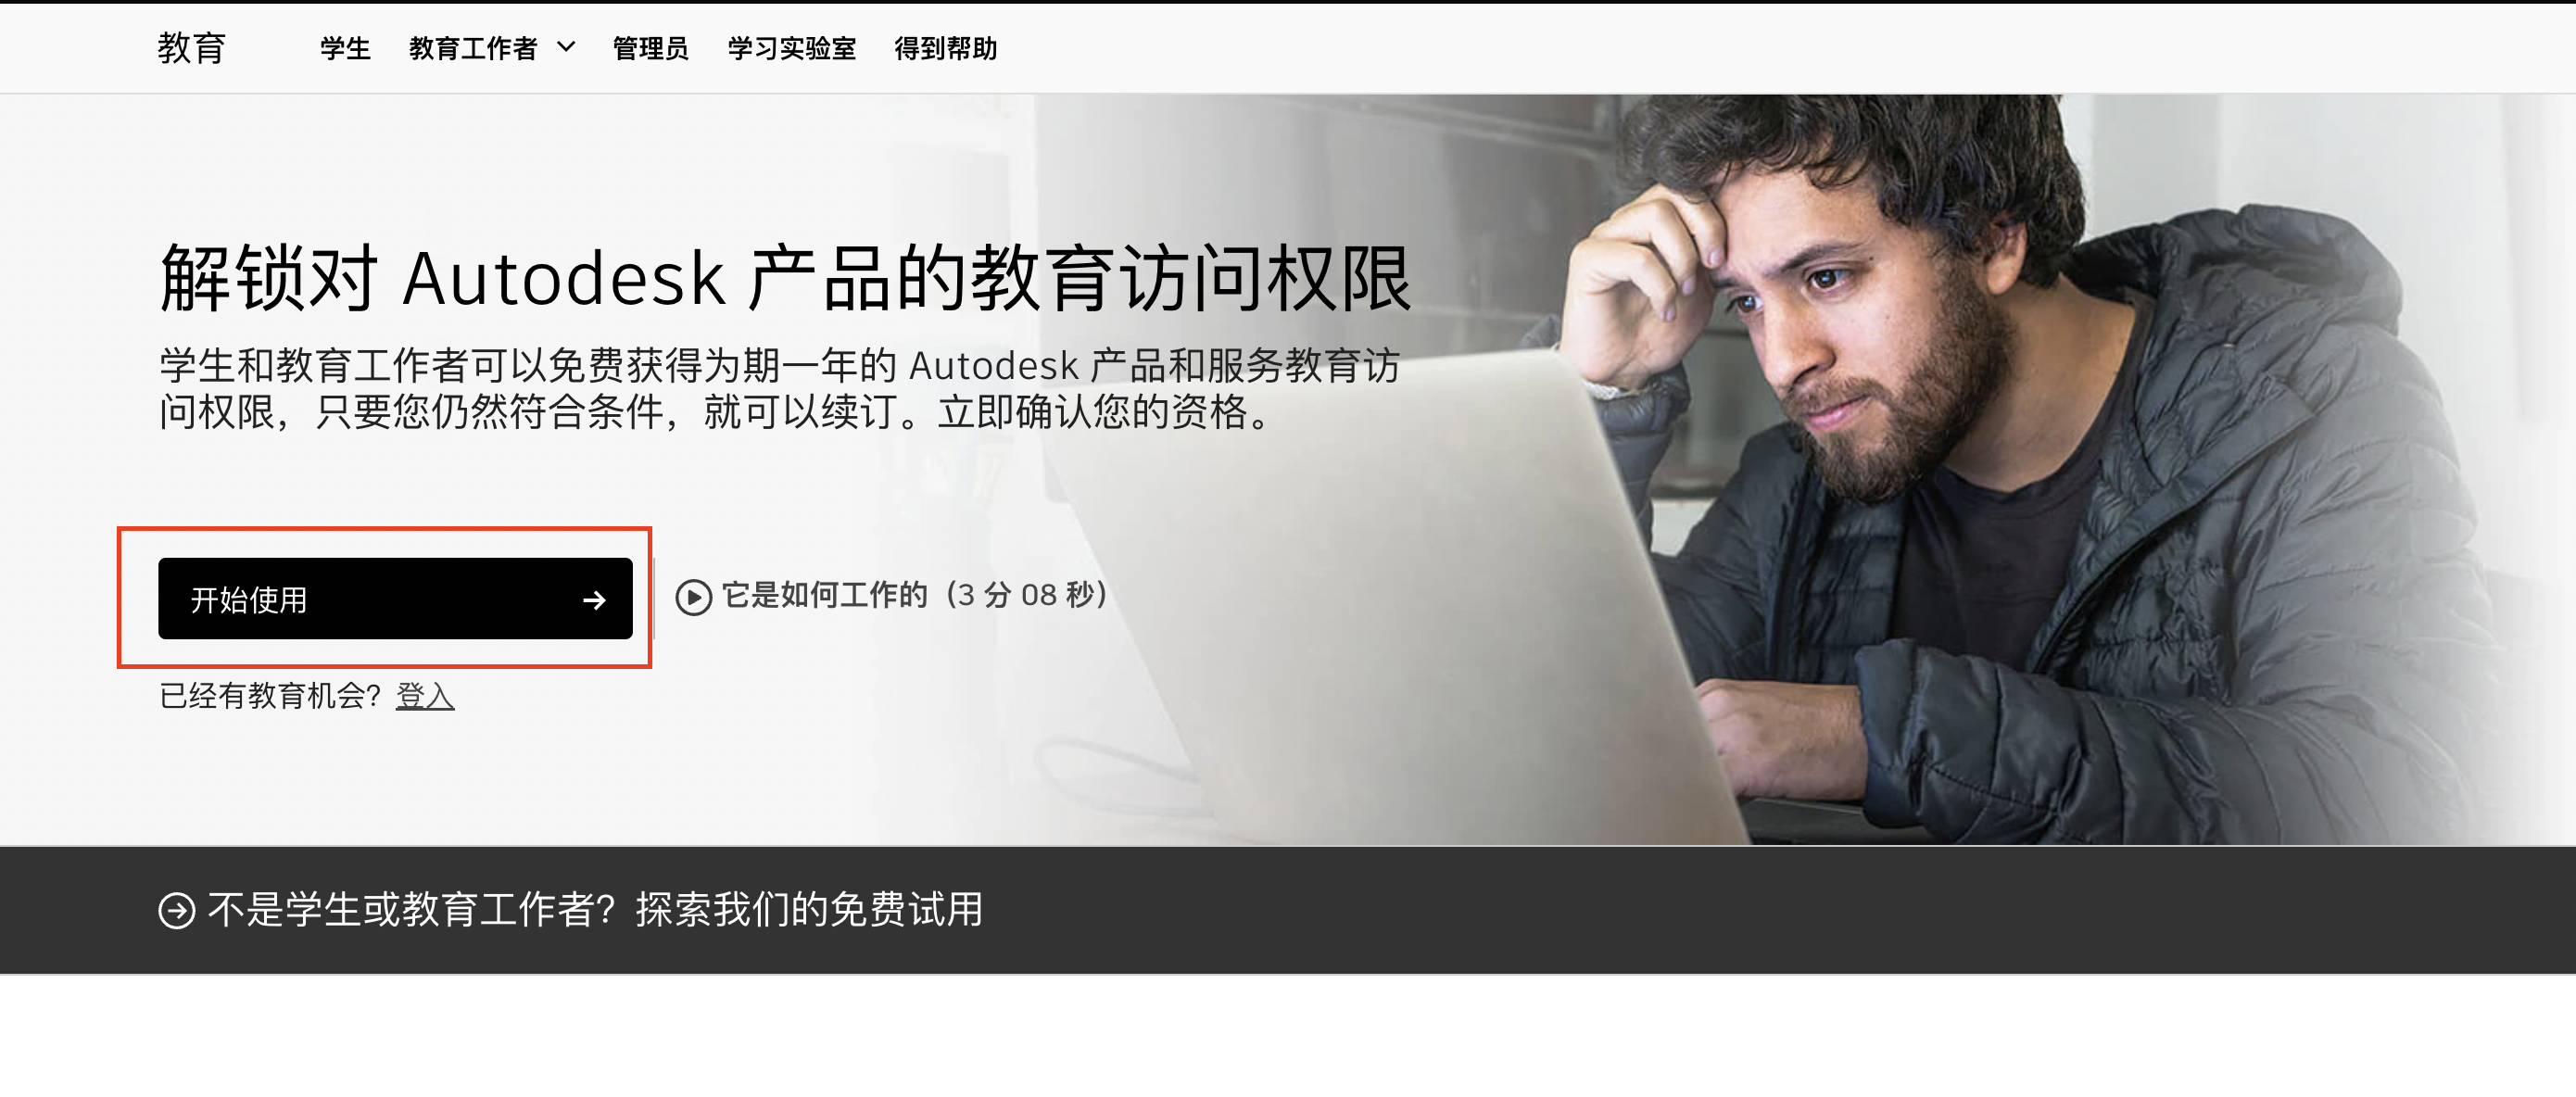 教育
学生 教育工作者 管理员 学习实验室 得到帮助
解锁对 Autodesk 产品的教育访问权限
学生和教育工作者可以免费获得为期一年的 Autodesk 产品和服务教育访
问权限，只要您仍然符合条件，就可以续订。立即确认您的资格。
开始使用
它是如何工作的（3 分 08 秒）
已经有教育机会？登入
不是学生或教育工作者？探索我们的免费试用